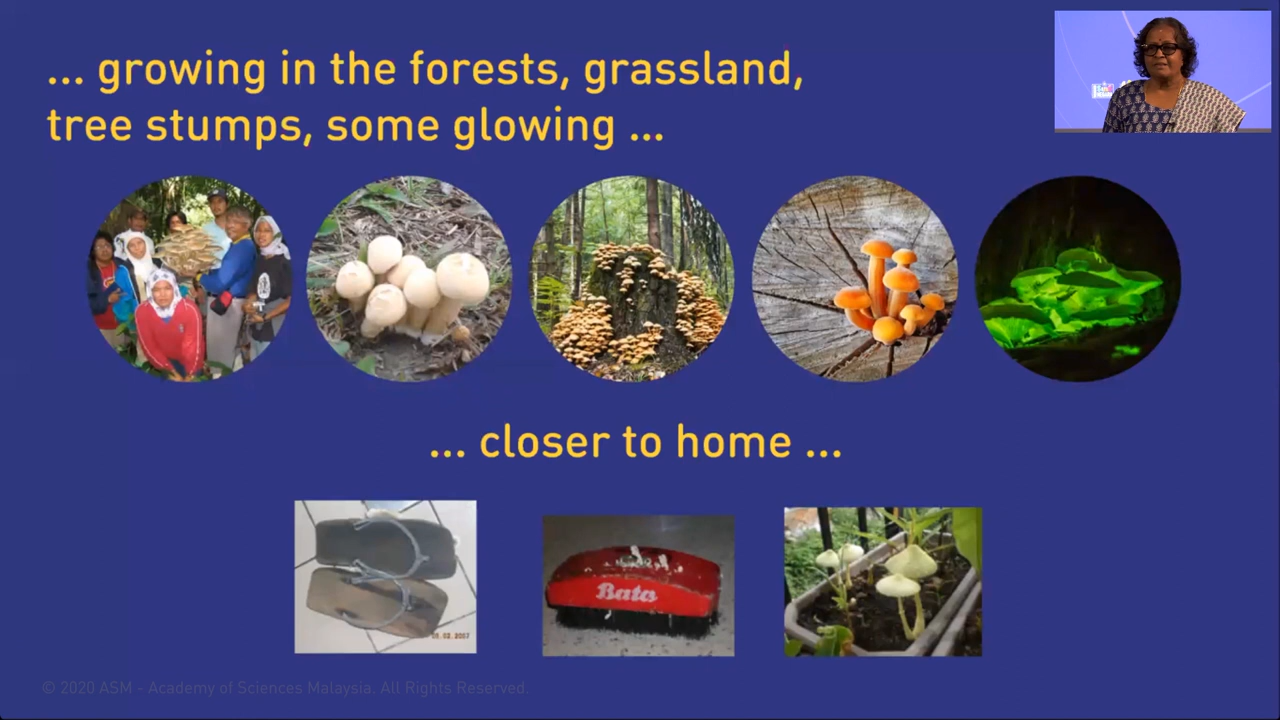 ... growing in the forests, grassland,
tree stumps, some glowing ...
... closer to home ...
Bata
© 2020 ASM - Academy of Sciences Malaysia. All Rights Reserved.